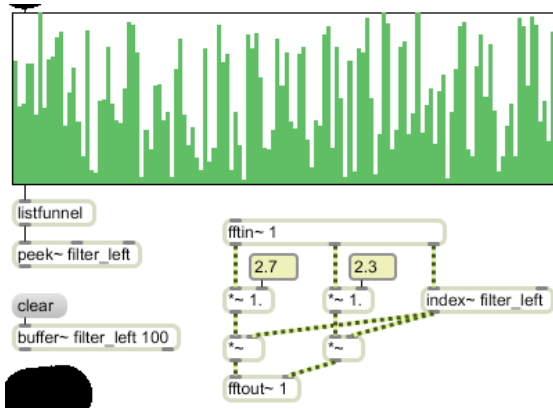 listfunnel
peek~ filter_left
clear
buffer~ filter_left 100
fftin~ 1
2.7
2.3
*~ 1.
*~ 1.
index~ filter_left
*~
*~
fftout~ 1